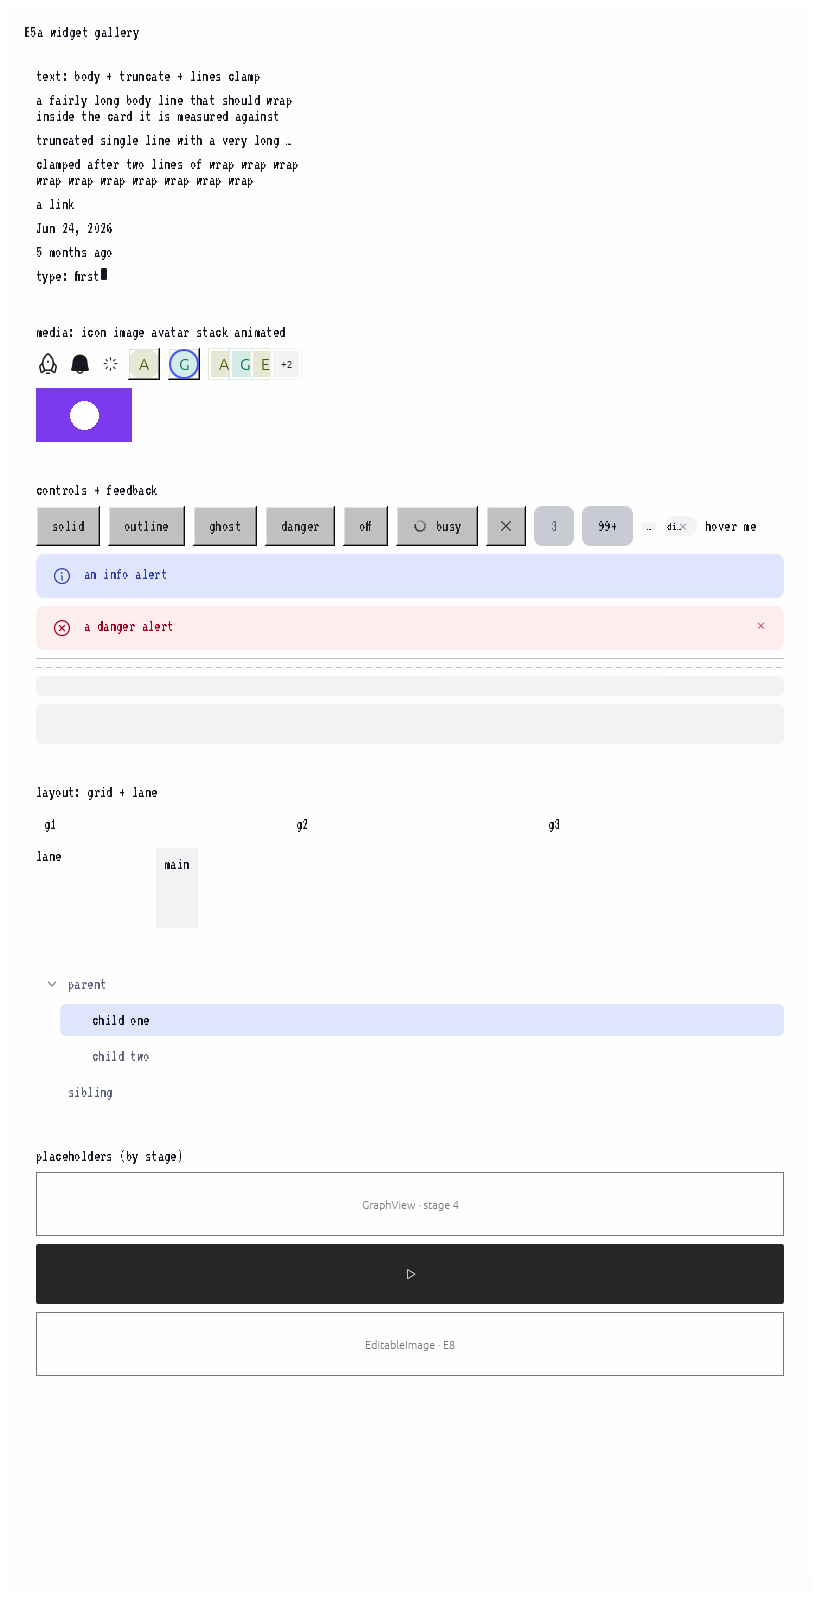 E5a widget gallery
text: body + truncate + lines clamp
a fairly long body line that should wrap
inside the card it is measured against
truncated single line with a very long …
clamped after two lines of wrap wrap wrap
wrap wrap wrap wrap wrap wrap wrap
a link
Jun 24, 2026
5 months ago
type: first
media: icon image avatar stack animated
A G A G E +2
controls + feedback
solid outline ghost danger off busy 3 99+ … di… hover me
an info alert
a danger alert
layout: grid + lane
g1 g2 g3
lane main
parent
child one
child two
sibling
placeholders (by stage)
GraphView · stage 4
EditableImage · E8